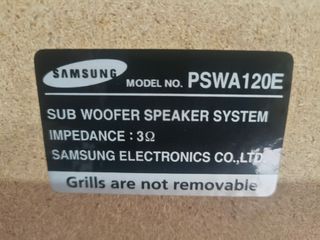 SAMSUNG MODEL NO. PSWA120E
SUB WOOFER SPEAKER SYSTEM
IMPEDANCE : 3Ω
SAMSUNG ELECTRONICS CO.,LTD.
Grills are not removable